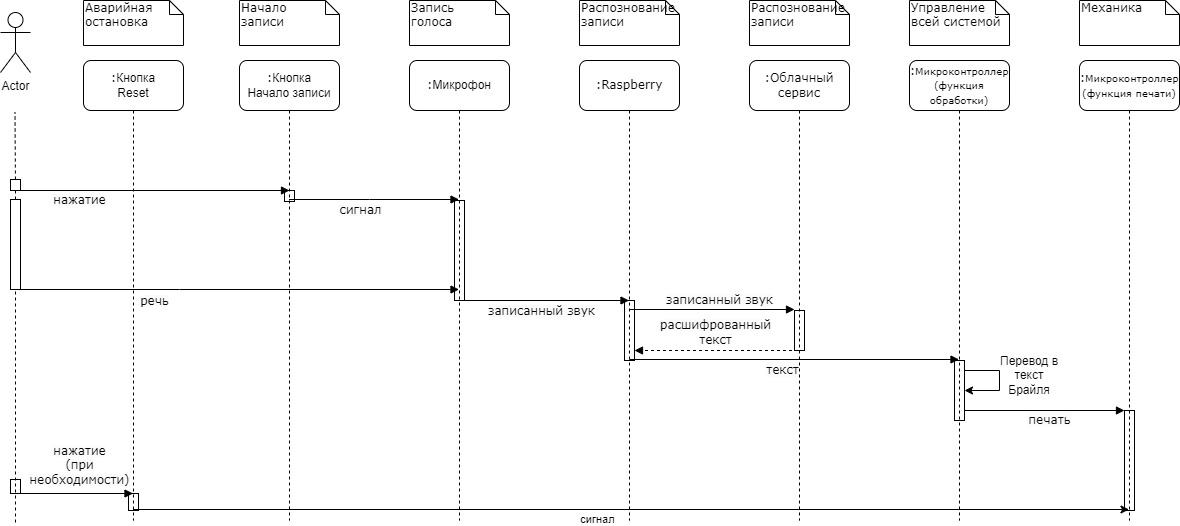 Аварийная
остановка
Начало
записи
Запись
голоса
Распознование
записи
Распознование
записи
Управление
всей системой
Механика
Actor
:Кнопка
Reset
:Кнопка
Начало записи
:Микрофон
:Raspberry
:Облачный
сервис
:Микроконтроллер
(функция
обработки)
:Микроконтроллер
(функция печати)
нажатие
сигнал
речь
записанный звук
записанный звук
расшифрованный
текст
текст
Перевод в
текст
Брайля
печать
нажатие
(при
необходимости)
сигнал